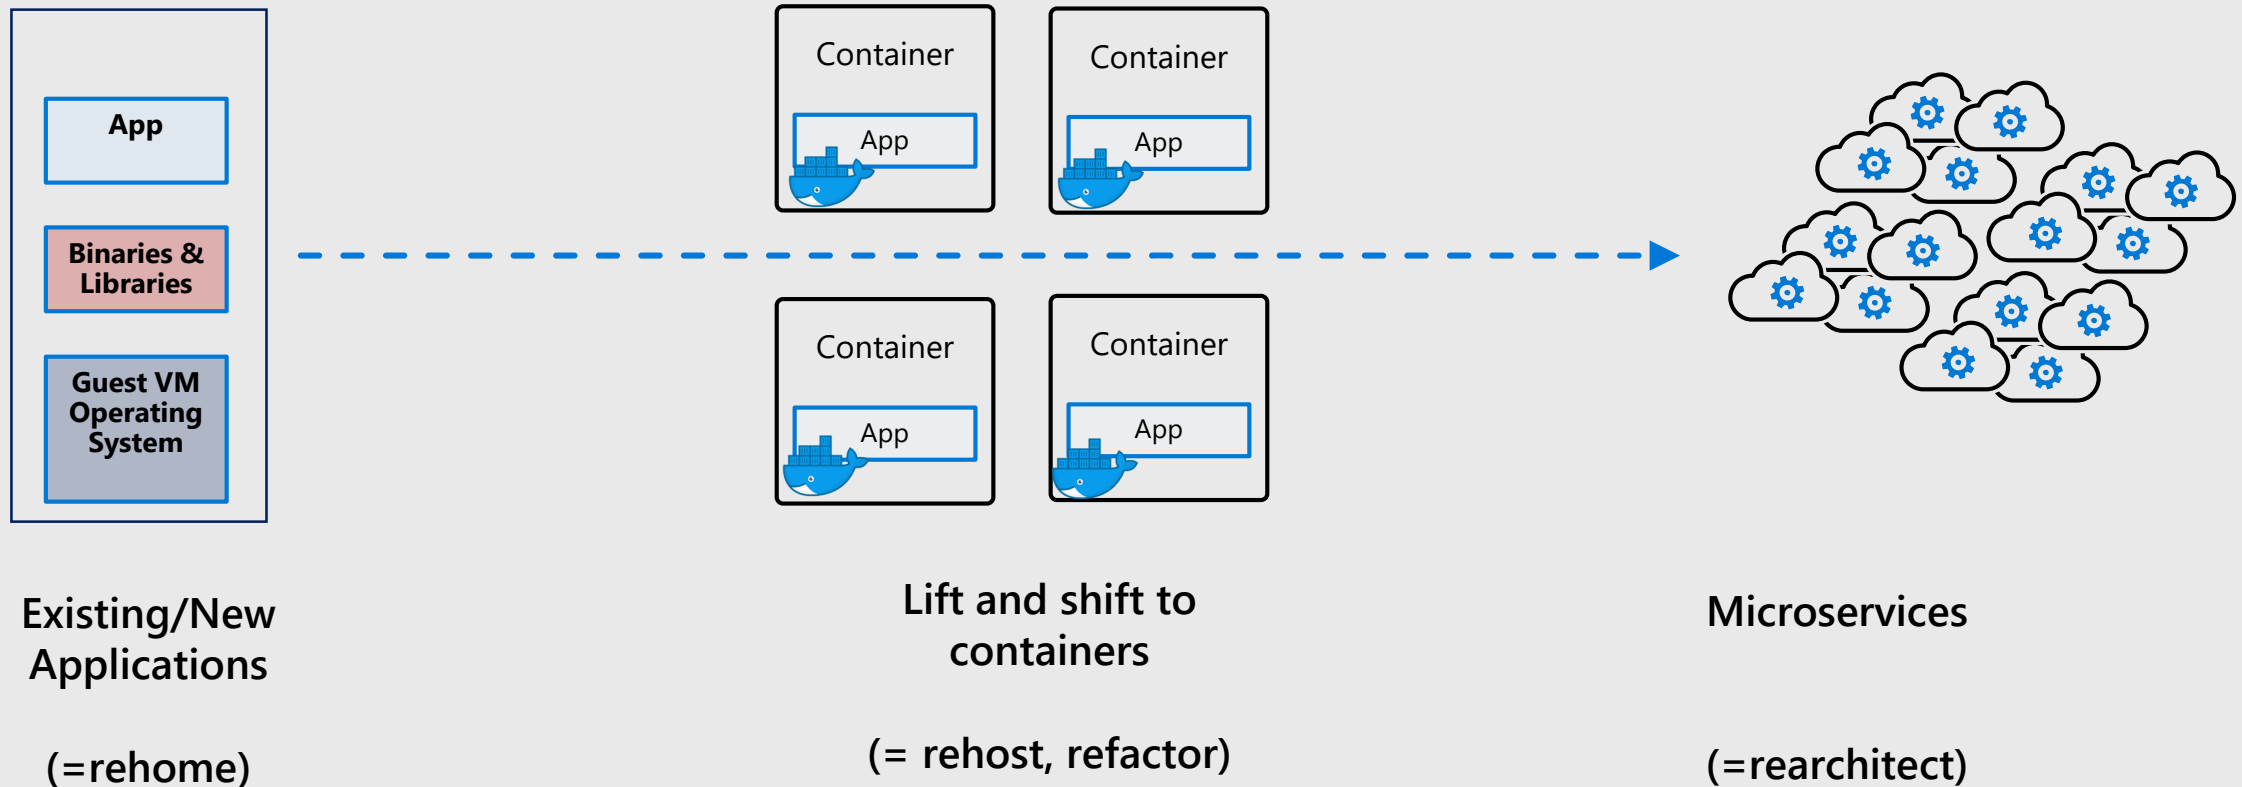 App
Binaries &
Libraries
Guest VM
Operating
System
Existing/New
Applications
(=rehome)
Container
App
Container
App
Container
App
Container
App
Lift and shift to
containers
(= rehost, refactor)
Microservices
(=rearchitect)